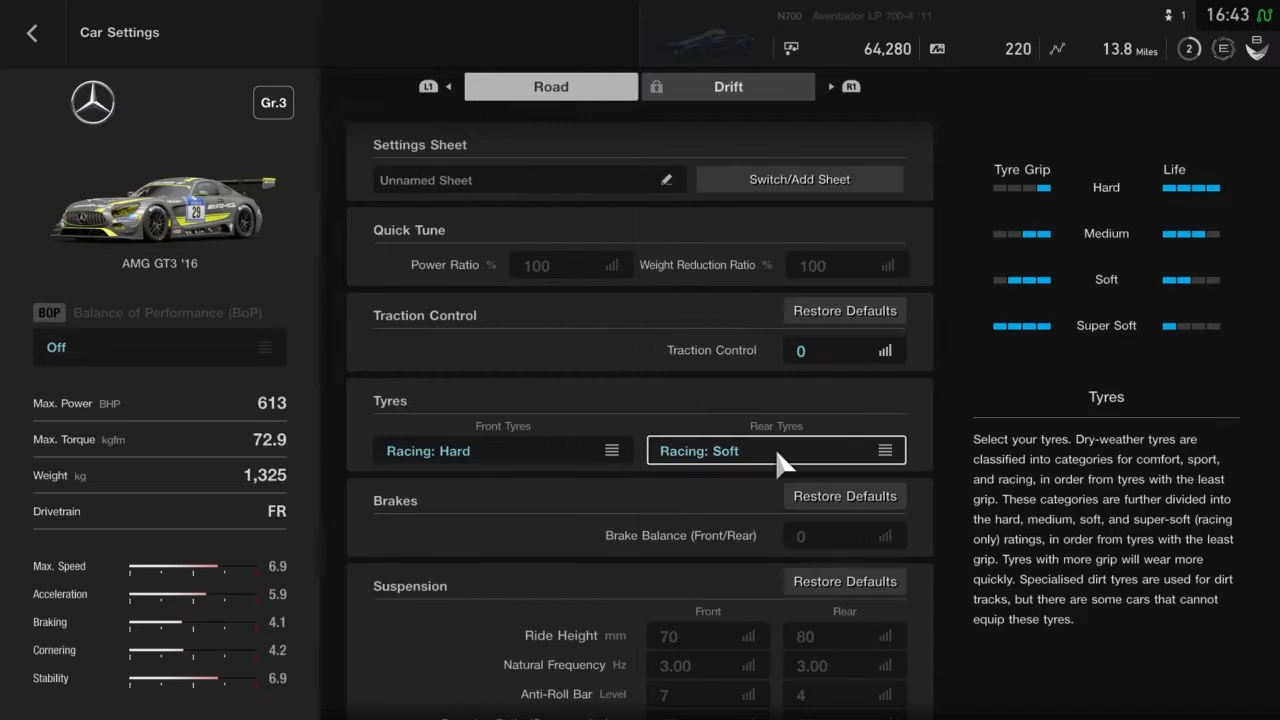 Car Settings
N700 Aventador LP 700-4 '11
1 16:43
64,280 220 13.8 Miles 2 E B
Gr.3
29
AMG GT3 '16
BOP Balance of Performance (BoP)
Off
Max. Power BHP 613
Max. Torque kgfm 72.9
Weight kg 1,325
Drivetrain FR
Max. Speed 6.9
Acceleration 5.9
Braking 4.1
Cornering 4.2
Stability 6.9
L1 Road Drift R1
Settings Sheet
Unnamed Sheet Switch/Add Sheet
Quick Tune
Power Ratio % 100 Weight Reduction Ratio % 100
Traction Control Restore Defaults
Traction Control 0
Tyres
Front Tyres Rear Tyres
Racing: Hard Racing: Soft
Brakes Restore Defaults
Brake Balance (Front/Rear) 0
Suspension Restore Defaults
Front Rear
Ride Height mm 70 80
Natural Frequency Hz 3.00 3.00
Anti-Roll Bar Level 7 4
Tyre Grip Life
Hard
Medium
Soft
Super Soft
Tyres
Select your tyres. Dry-weather tyres are
classified into categories for comfort, sport,
and racing, in order from tyres with the least
grip. These categories are further divided into
the hard, medium, soft, and super-soft (racing
only) ratings, in order from tyres with the least
grip. Tyres with more grip will wear more
quickly. Specialised dirt tyres are used for dirt
tracks, but there are some cars that cannot
equip these tyres.